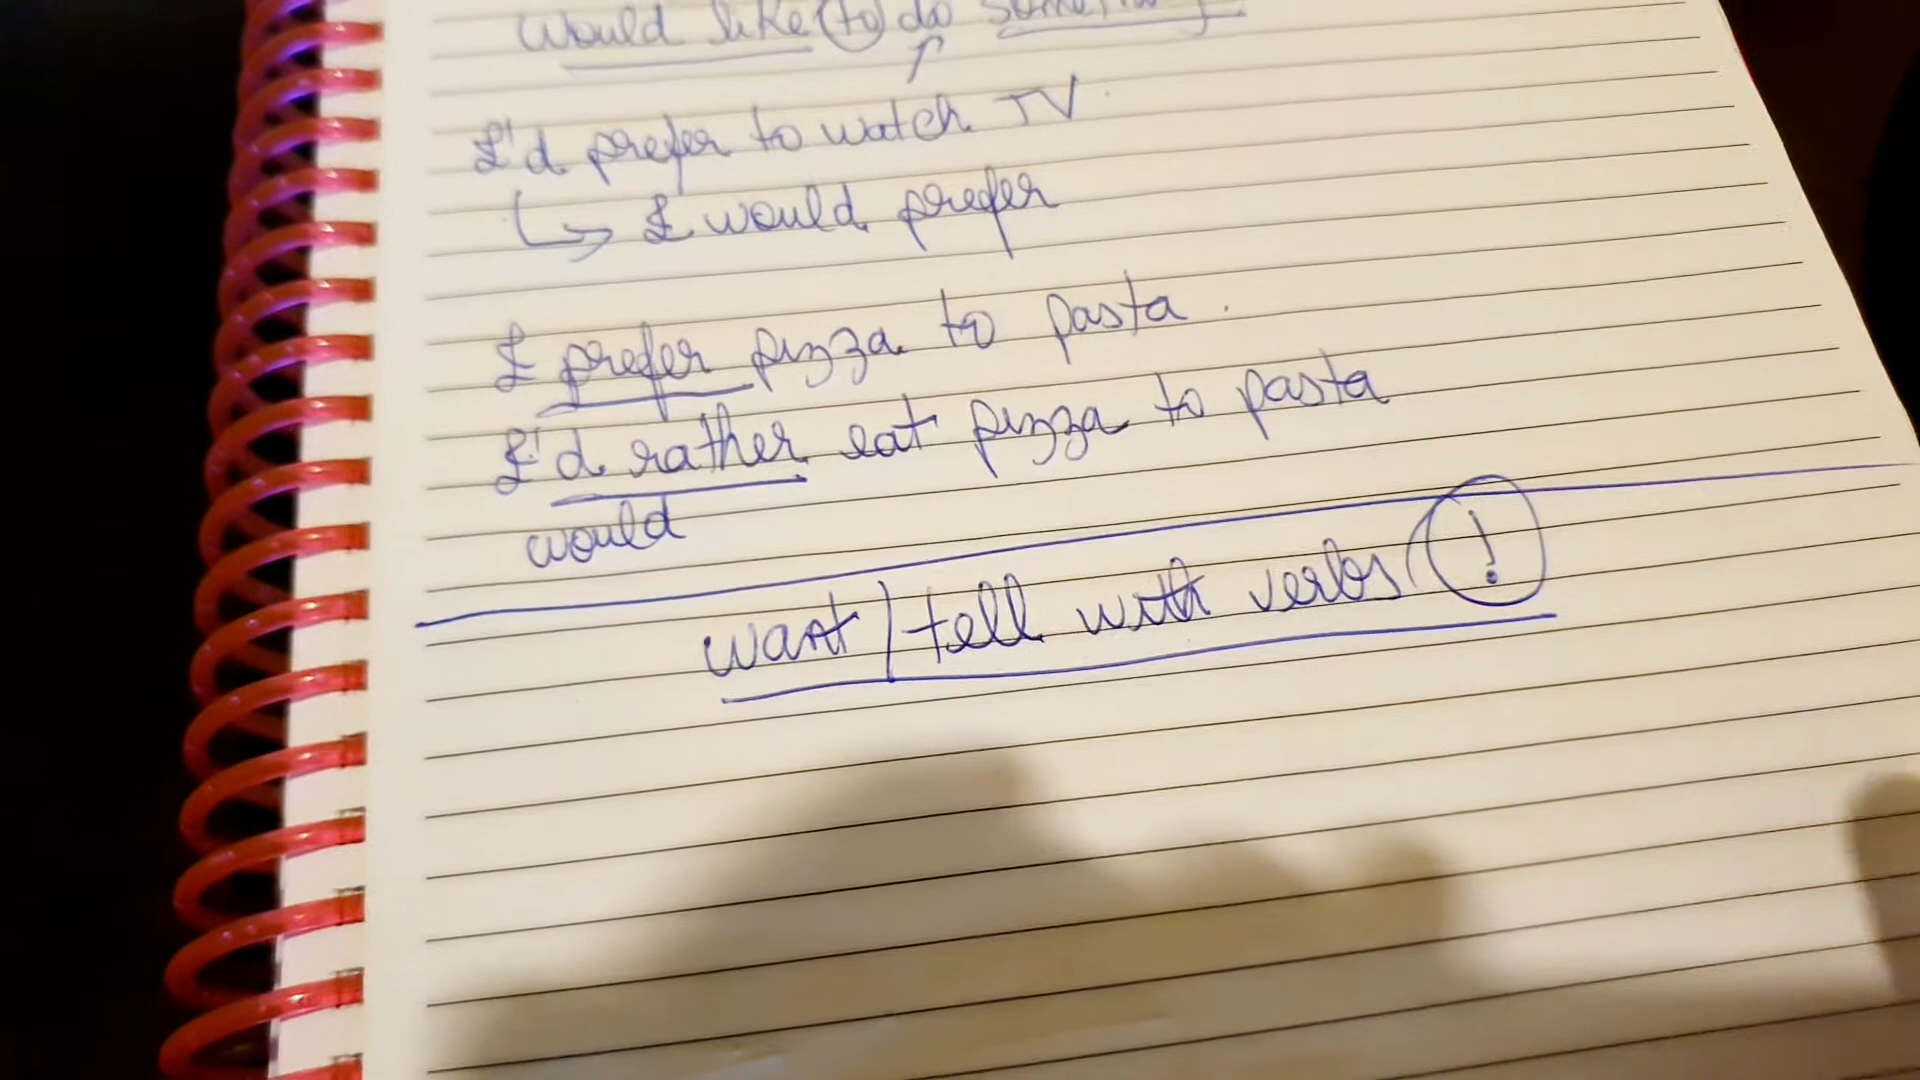 would like (to) do something
I'd prefer to watch TV
↳ I would prefer
I prefer pizza to pasta.
I'd rather eat pizza to pasta
would
want/tell with verbs !